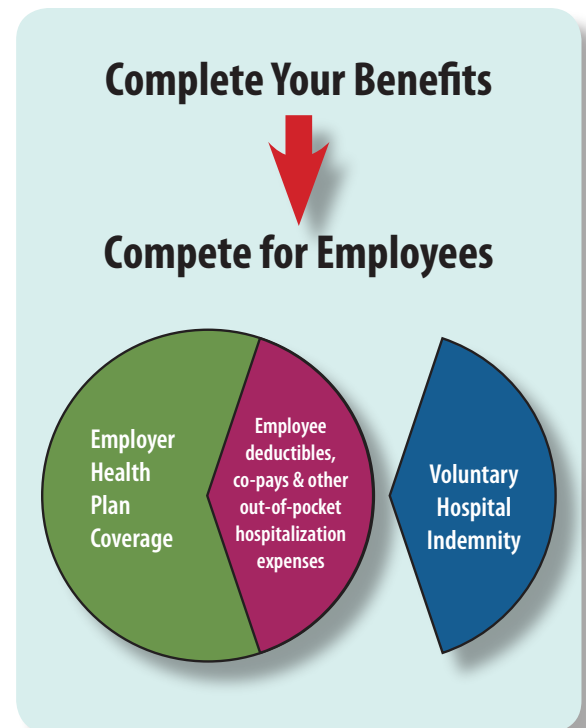 Complete Your Benefits
Compete for Employees
Employer
Health
Plan
Coverage
Employee
deductibles,
co-pays & other
out-of-pocket
hospitalization
expenses
Voluntary
Hospital
Indemnity